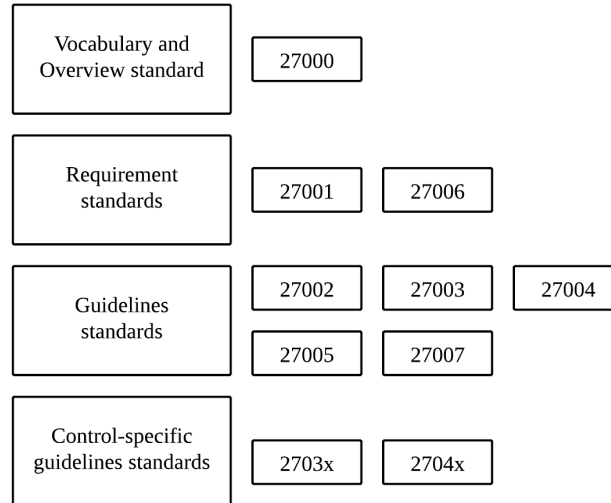 Vocabulary and
Overview standard
27000
Requirement
standards
27001
27006
Guidelines
standards
27002
27003
27004
27005
27007
Control-specific
guidelines standards
2703x
2704x